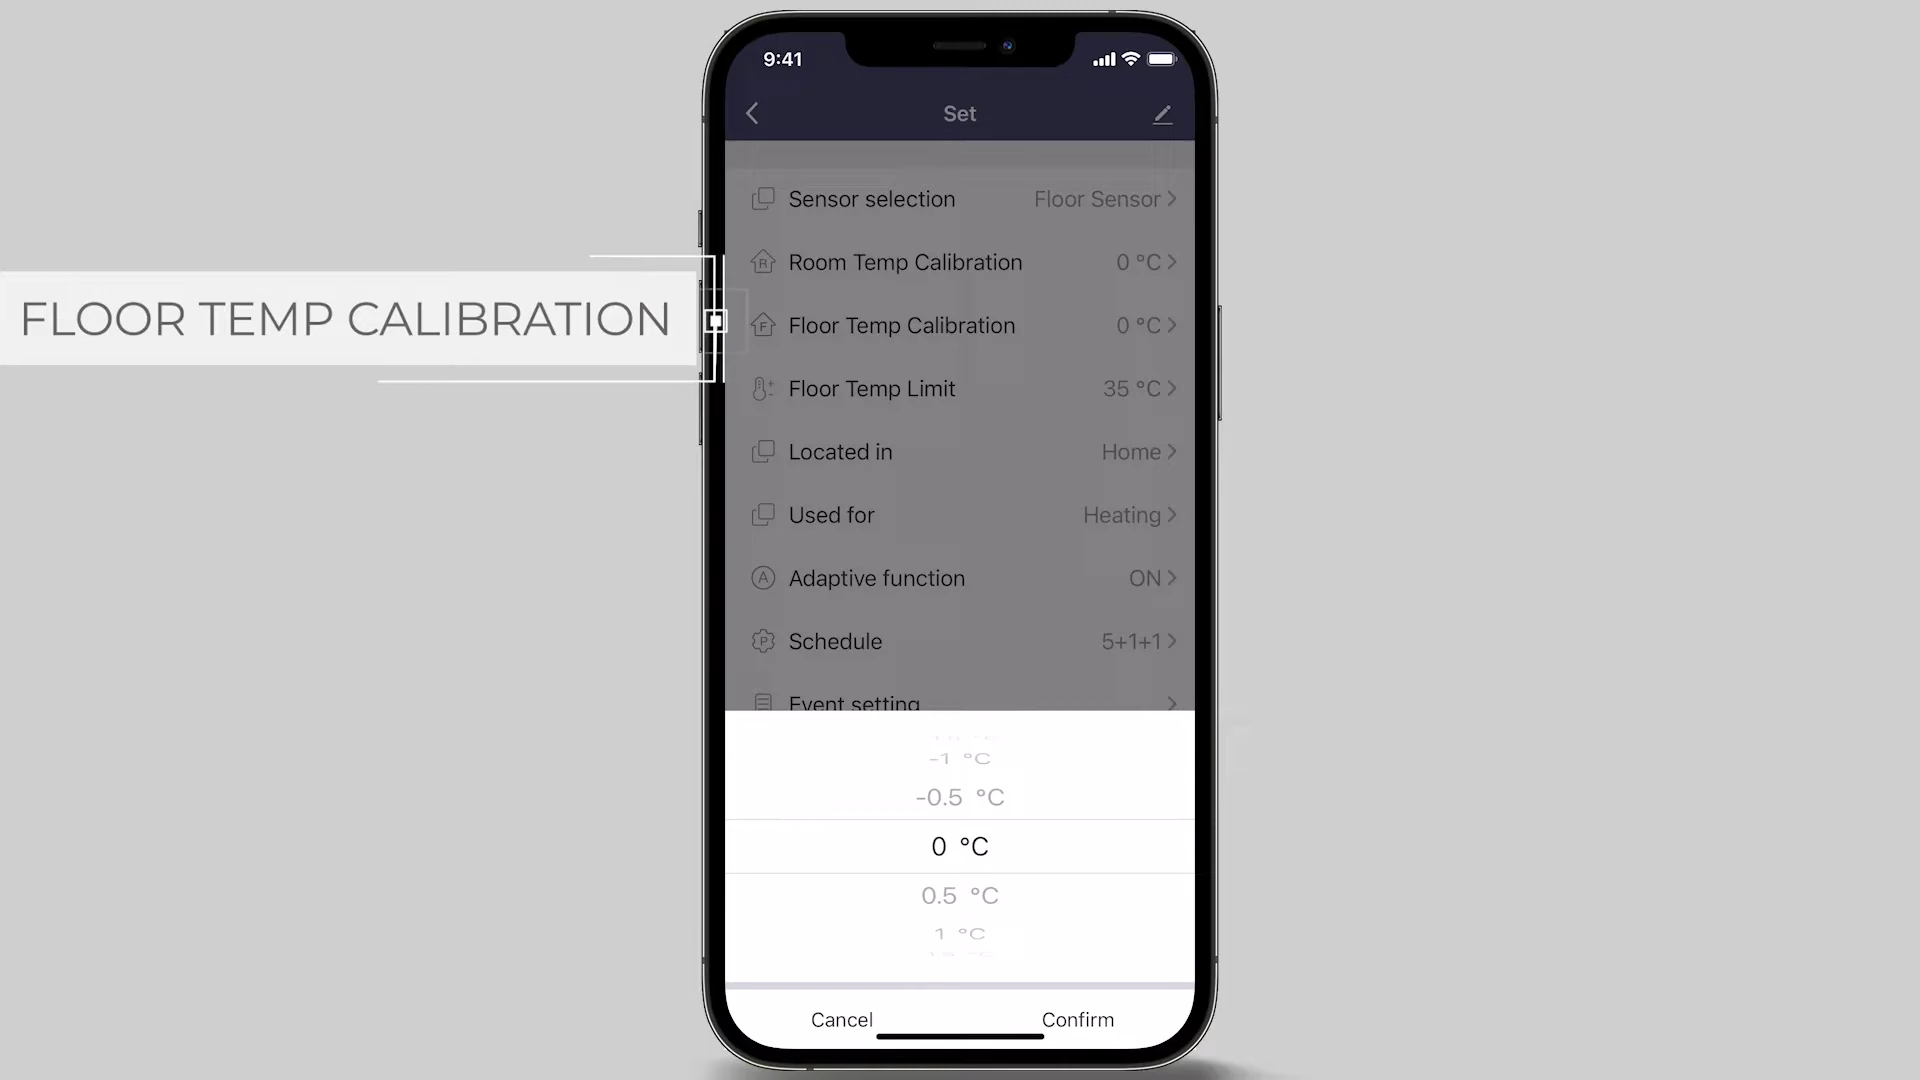 9:41
Set
Sensor selection Floor Sensor
Room Temp Calibration 0 °C
FLOOR TEMP CALIBRATION
Floor Temp Calibration 0 °C
Floor Temp Limit 35 °C
Located in Home
Used for Heating
Adaptive function ON
Schedule 5+1+1
Event setting
-1 °C
-0.5 °C
0 °C
0.5 °C
1 °C
Cancel Confirm